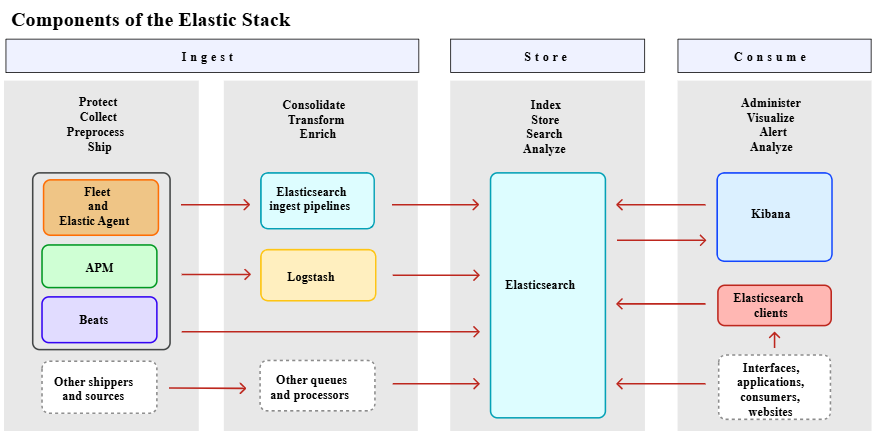 Components of the Elastic Stack
Ingest
Store
Consume
Protect
Collect
Preprocess
Ship
Consolidate
Transform
Enrich
Index
Store
Search
Analyze
Administer
Visualize
Alert
Analyze
Fleet
and
Elastic Agent
APM
Beats
Other shippers
and sources
Elasticsearch
ingest pipelines
Logstash
Other queues
and processors
Elasticsearch
Kibana
Elasticsearch
clients
Interfaces,
applications,
consumers,
websites